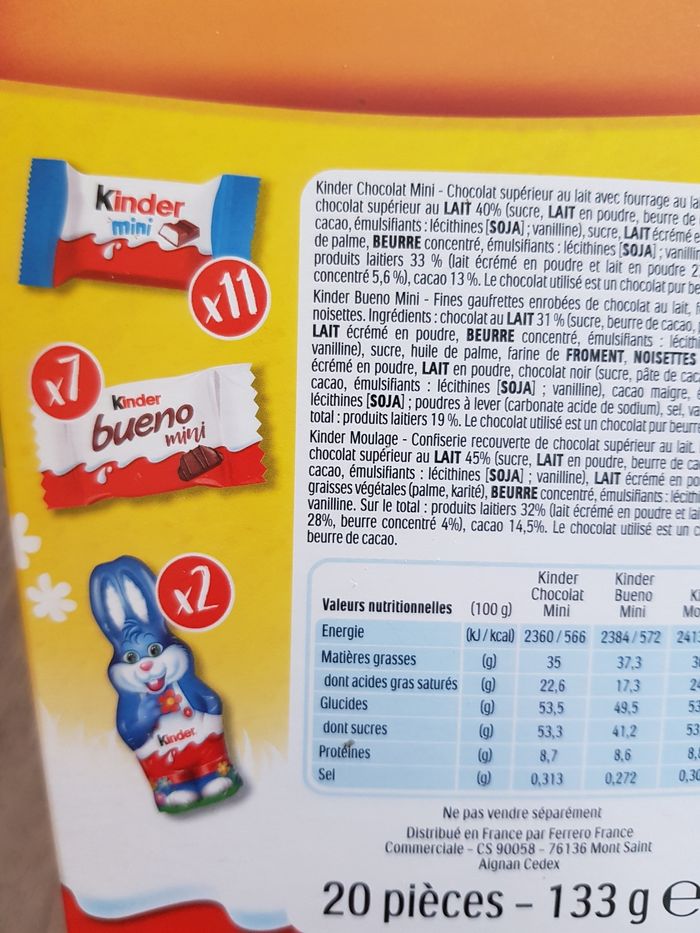 Kinder
mini
x11
x7
Kinder
bueno
mini
x2
Kinder
Kinder Chocolat Mini - Chocolat supérieur au lait avec fourrage au
chocolat supérieur au LAIT 40% (sucre, LAIT en poudre, beurre de
cacao, émulsifiants : lécithines [SOJA] ; vanilline), sucre, LAIT écrémé
de palme, BEURRE concentré, émulsifiants : lécithines [SOJA] ;
produits laitiers 33 % (lait écrémé en poudre et lait en poudre
concentré 5,6 %), cacao 13 %. Le chocolat utilisé est un chocolat pur
Kinder Bueno Mini - Fines gaufrettes enrobées de chocolat au lait,
noisettes. Ingrédients : chocolat au LAIT 31 % (sucre, beurre de cacao,
LAIT écrémé en poudre, BEURRE concentré, émulsifiants :
vanilline), sucre, huile de palme, farine de FROMENT, NOISETTES
écrémé en poudre, LAIT en poudre, chocolat noir (sucre, pâte de
cacao, émulsifiants : lécithines [SOJA] ; vanilline), cacao maigre,
lécithines [SOJA] ; poudres à lever (carbonate acide de sodium), sel,
total : produits laitiers 19 %. Le chocolat utilisé est un chocolat pur
Kinder Moulage - Confiserie recouverte de chocolat supérieur au lait.
chocolat supérieur au LAIT 45% (sucre, LAIT en poudre, beurre de
cacao, émulsifiants : lécithines [SOJA] ; vanilline), LAIT écrémé en
graisses végétales (palme, karité), BEURRE concentré, émulsifiants :
vanilline. Sur le total : produits laitiers 32% (lait écrémé en poudre et
28%, beurre concentré 4%), cacao 14,5%. Le chocolat utilisé est un
beurre de cacao.
Valeurs nutritionnelles (100 g) Kinder Chocolat Mini Kinder Bueno Mini
Energie (kJ / kcal) 2360 / 566 2384 / 572
Matières grasses (g) 35 37,3
dont acides gras saturés (g) 22,6 17,3
Glucides (g) 53,5 49,5
dont sucres (g) 53,3 41,2
Protéines (g) 8,7 8,6
Sel (g) 0,313 0,272
Ne pas vendre séparément
Distribué en France par Ferrero France
Commerciale - CS 90058 - 76136 Mont Saint
Aignan Cedex
20 pièces - 133 g e